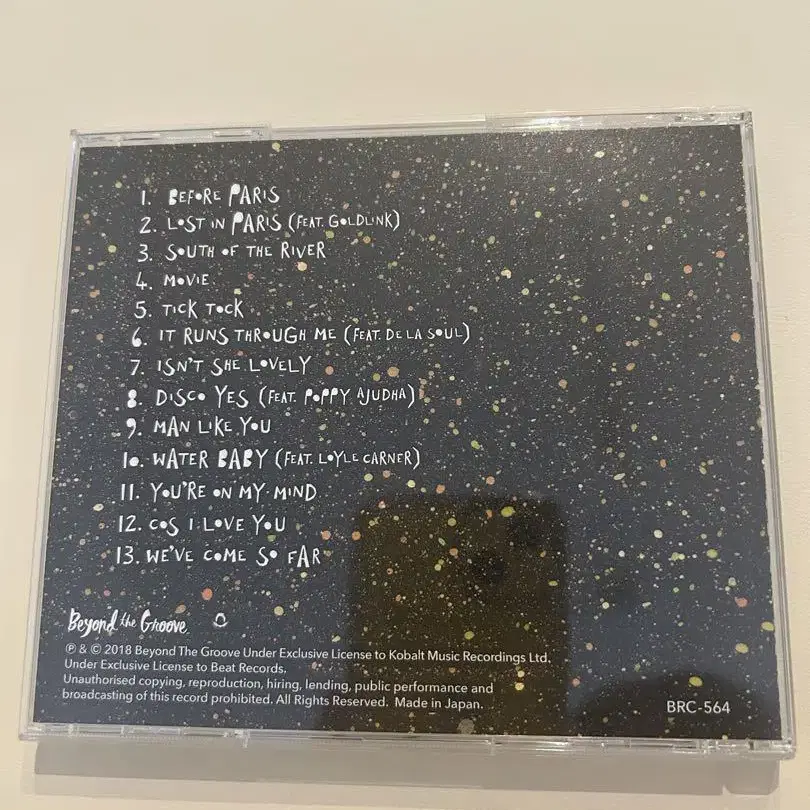 1. BEFORE PARIS
2. LOST IN PARIS (FEAT. GOLDLINK)
3. SOUTH OF THE RIVER
4. MOVIE
5. TICK TOCK
6. IT RUNS THROUGH ME (FEAT. DE LA SOUL)
7. ISN'T SHE LOVELY
8. DISCO YES (FEAT. POPPY AJUDHA)
9. MAN LIKE YOU
10. WATER BABY (FEAT. LOYLE CARNER)
11. YOU'RE ON MY MIND
12. COS I LOVE YOU
13. WE'VE COME SO FAR
Beyond the Groove
℗ & © 2018 Beyond The Groove Under Exclusive License to Kobalt Music Recordings Ltd.
Under Exclusive License to Beat Records.
Unauthorised copying, reproduction, hiring, lending, public performance and
broadcasting of this record prohibited. All Rights Reserved. Made in Japan.
BRC-564